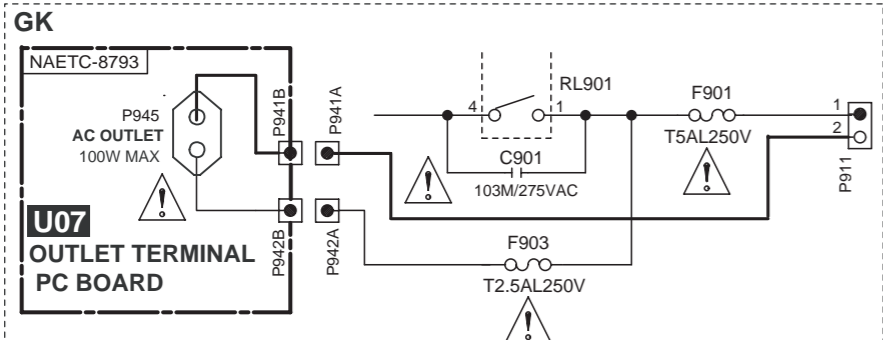 GK
NAETC-8793
P945
AC OUTLET
100W MAX
U07
OUTLET TERMINAL
PC BOARD
P941B
P941A
P942B
P942A
4
1
RL901
C901
103M/275VAC
F901
T5AL250V
F903
T2.5AL250V
1
2
P911
!
!
!
!